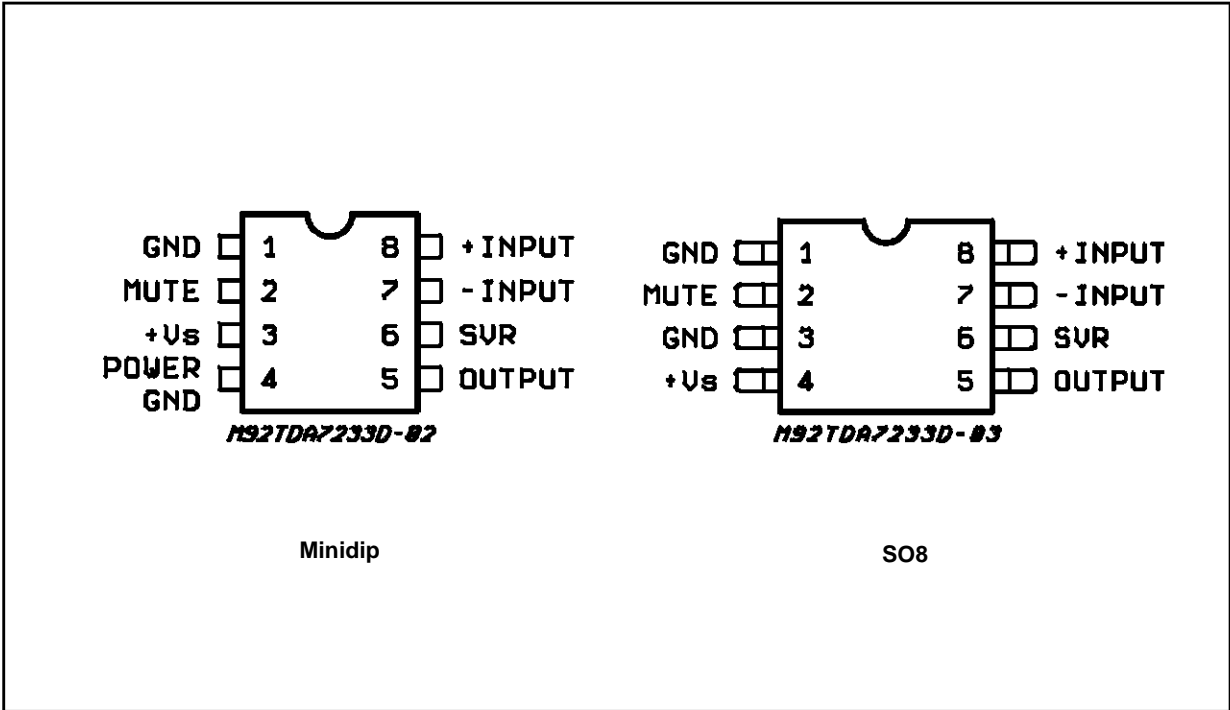 GND 1 8 +INPUT
MUTE 2 7 -INPUT
+Vs 3 6 SVR
POWER
GND 4 5 OUTPUT
M92TDA7233D-02
Minidip
GND 1 8 +INPUT
MUTE 2 7 -INPUT
GND 3 6 SVR
+Vs 4 5 OUTPUT
M92TDA7233D-03
SO8